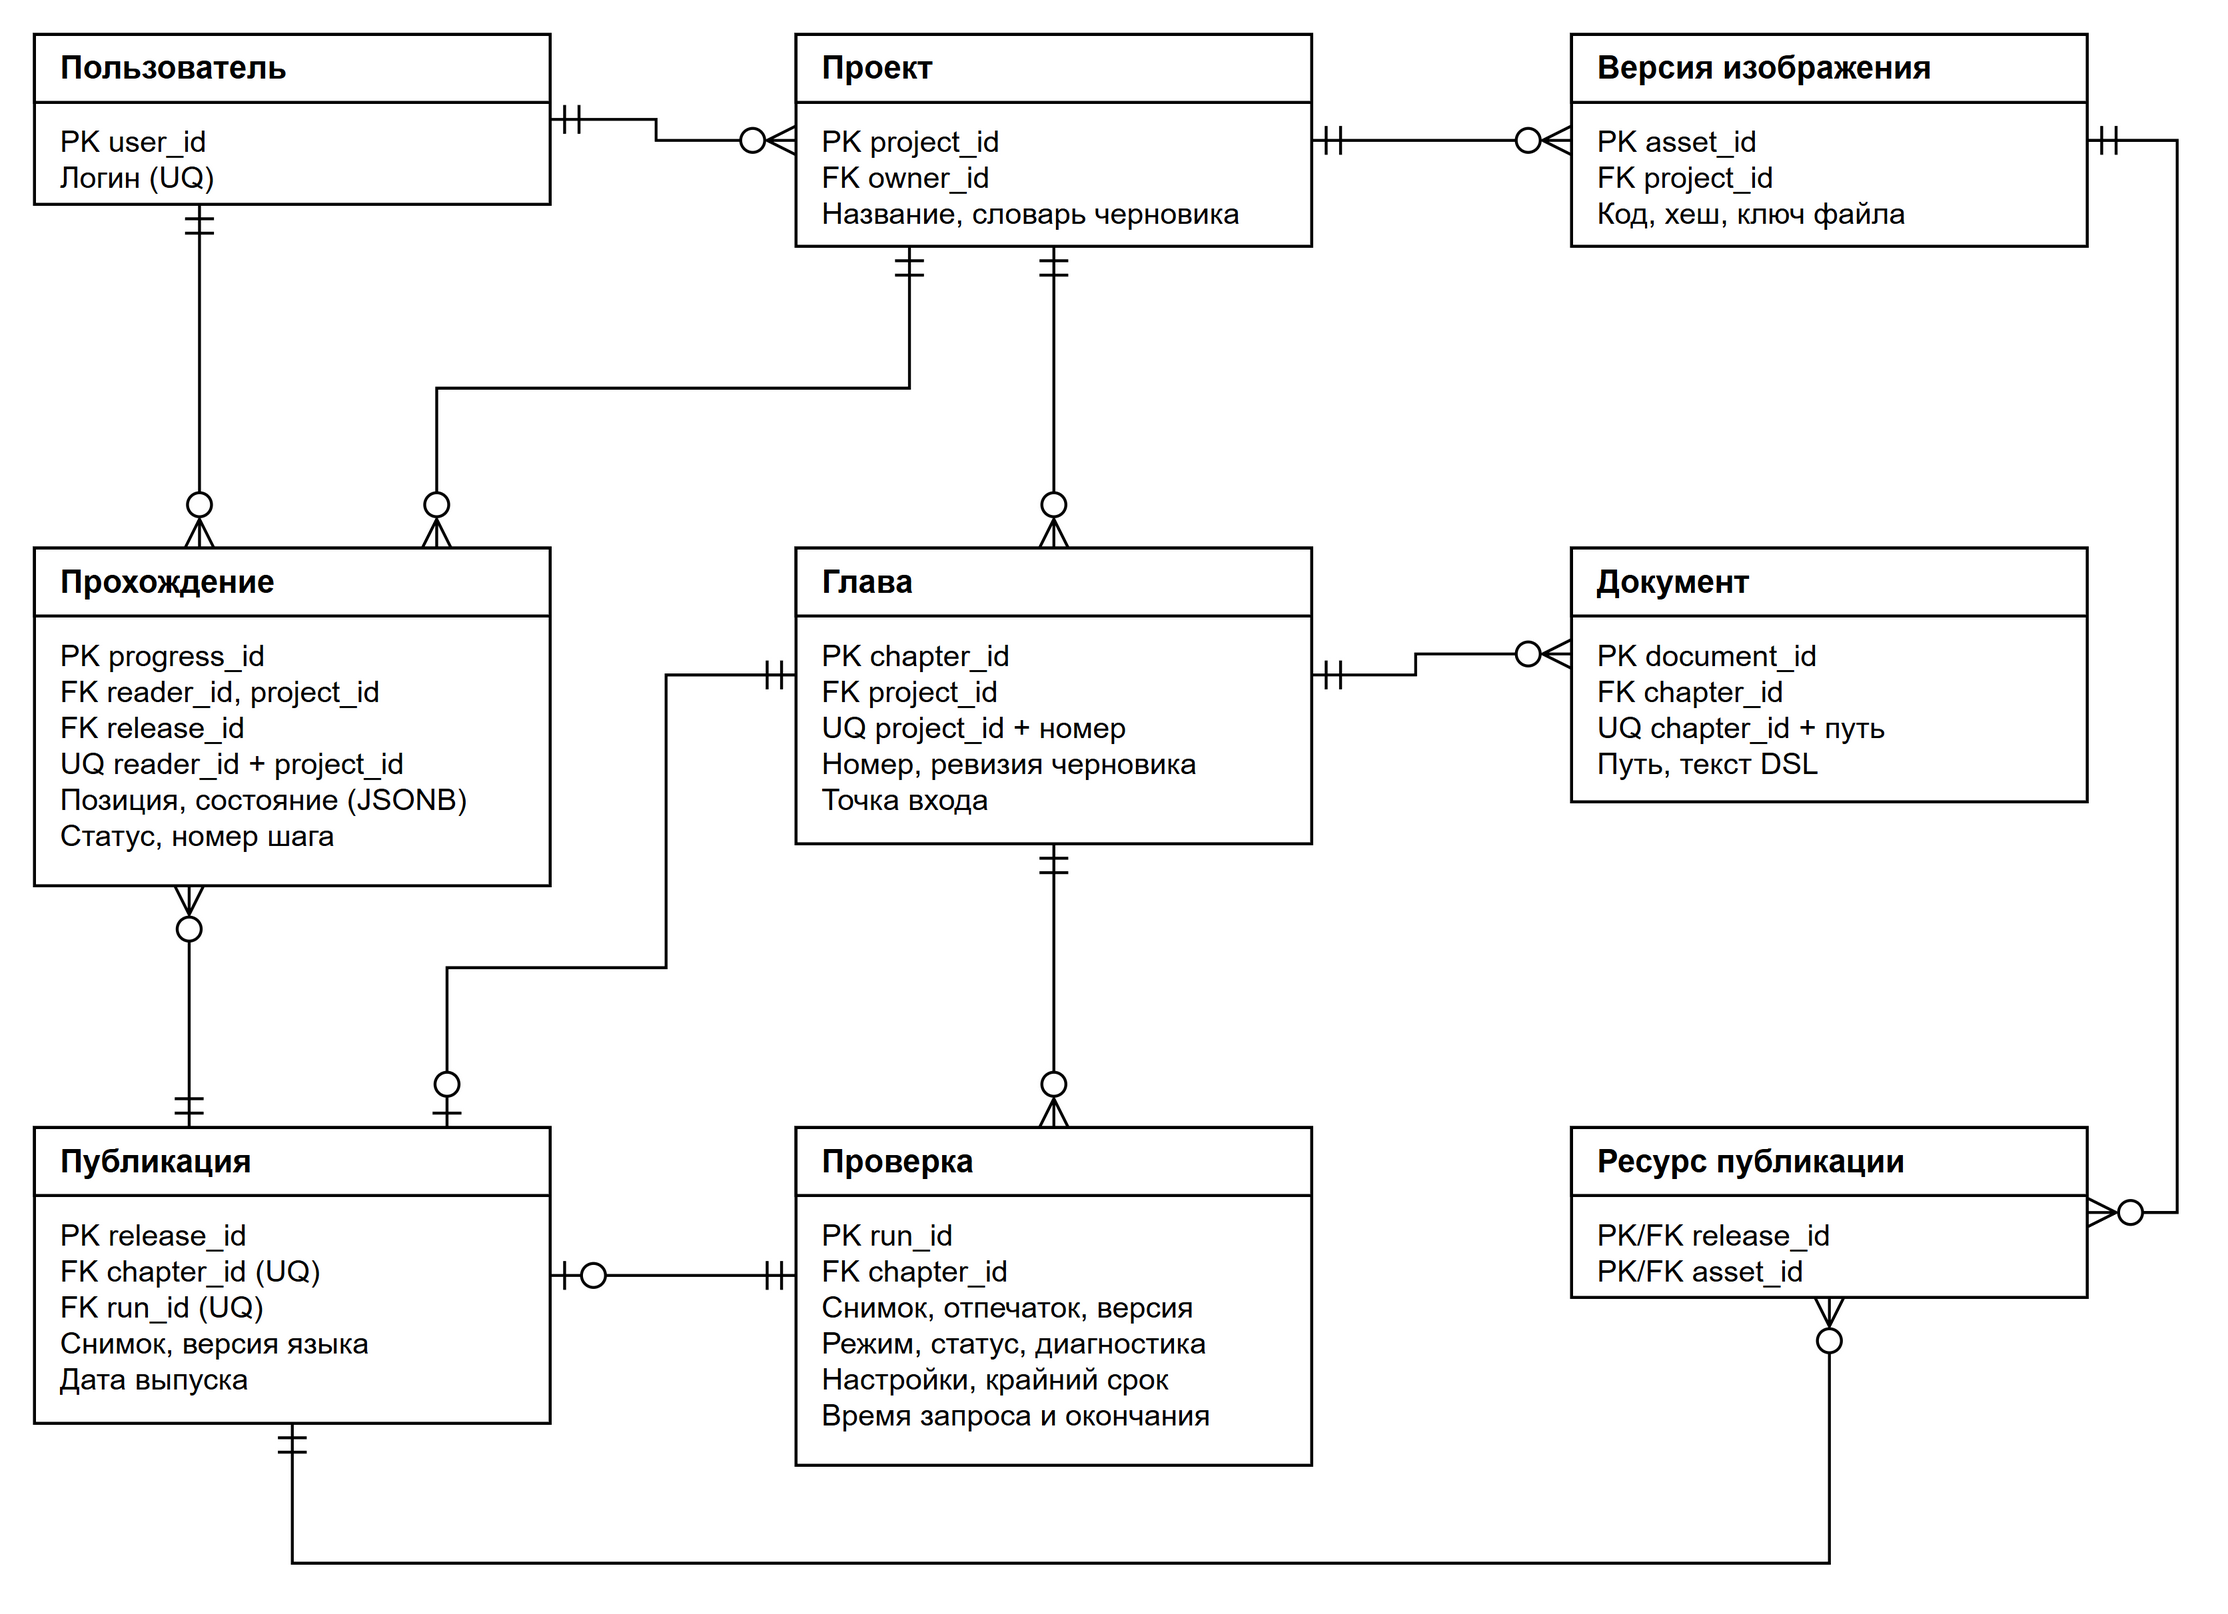 Пользователь
PK user_id
Логин (UQ)
Проект
PK project_id
FK owner_id
Название, словарь черновика
Версия изображения
PK asset_id
FK project_id
Код, хеш, ключ файла
Прохождение
PK progress_id
FK reader_id, project_id
FK release_id
UQ reader_id + project_id
Позиция, состояние (JSONB)
Статус, номер шага
Глава
PK chapter_id
FK project_id
UQ project_id + номер
Номер, ревизия черновика
Точка входа
Документ
PK document_id
FK chapter_id
UQ chapter_id + путь
Путь, текст DSL
Публикация
PK release_id
FK chapter_id (UQ)
FK run_id (UQ)
Снимок, версия языка
Дата выпуска
Проверка
PK run_id
FK chapter_id
Снимок, отпечаток, версия
Режим, статус, диагностика
Настройки, крайний срок
Время запроса и окончания
Ресурс публикации
PK/FK release_id
PK/FK asset_id